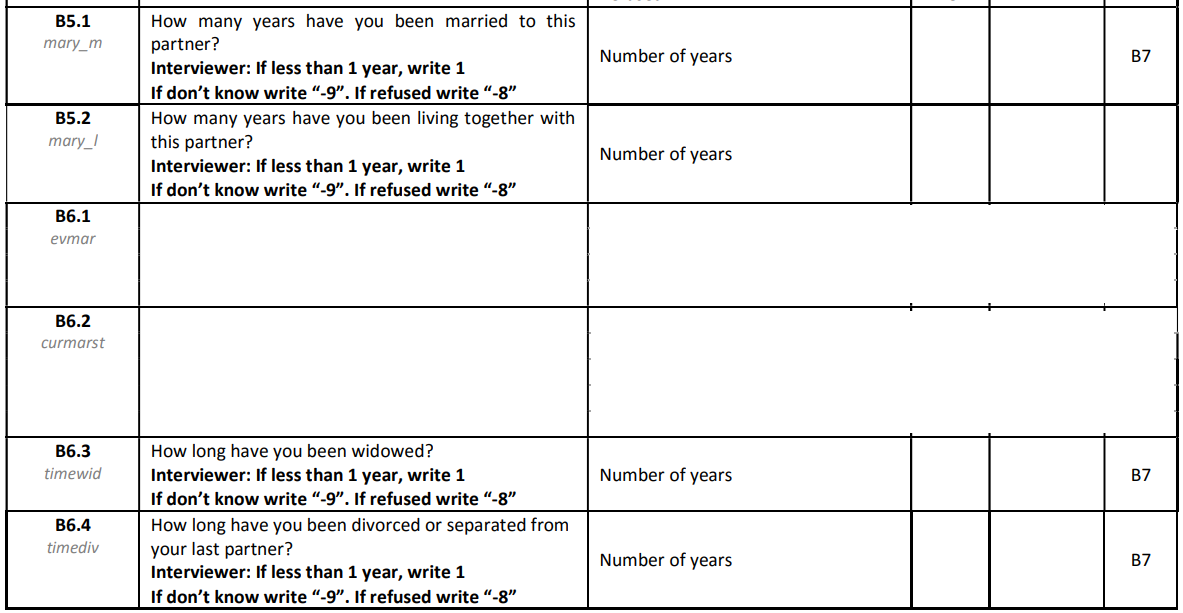 B5.1
mary_m
How many years have you been married to this
partner?
Interviewer: If less than 1 year, write 1
If don’t know write “-9”. If refused write “-8”
Number of years
B7
B5.2
mary_l
How many years have you been living together with
this partner?
Interviewer: If less than 1 year, write 1
If don’t know write “-9”. If refused write “-8”
Number of years
B6.1
evmar
B6.2
curmarst
B6.3
timewid
How long have you been widowed?
Interviewer: If less than 1 year, write 1
If don’t know write “-9”. If refused write “-8”
Number of years
B7
B6.4
timediv
How long have you been divorced or separated from
your last partner?
Interviewer: If less than 1 year, write 1
If don’t know write “-9”. If refused write “-8”
Number of years
B7